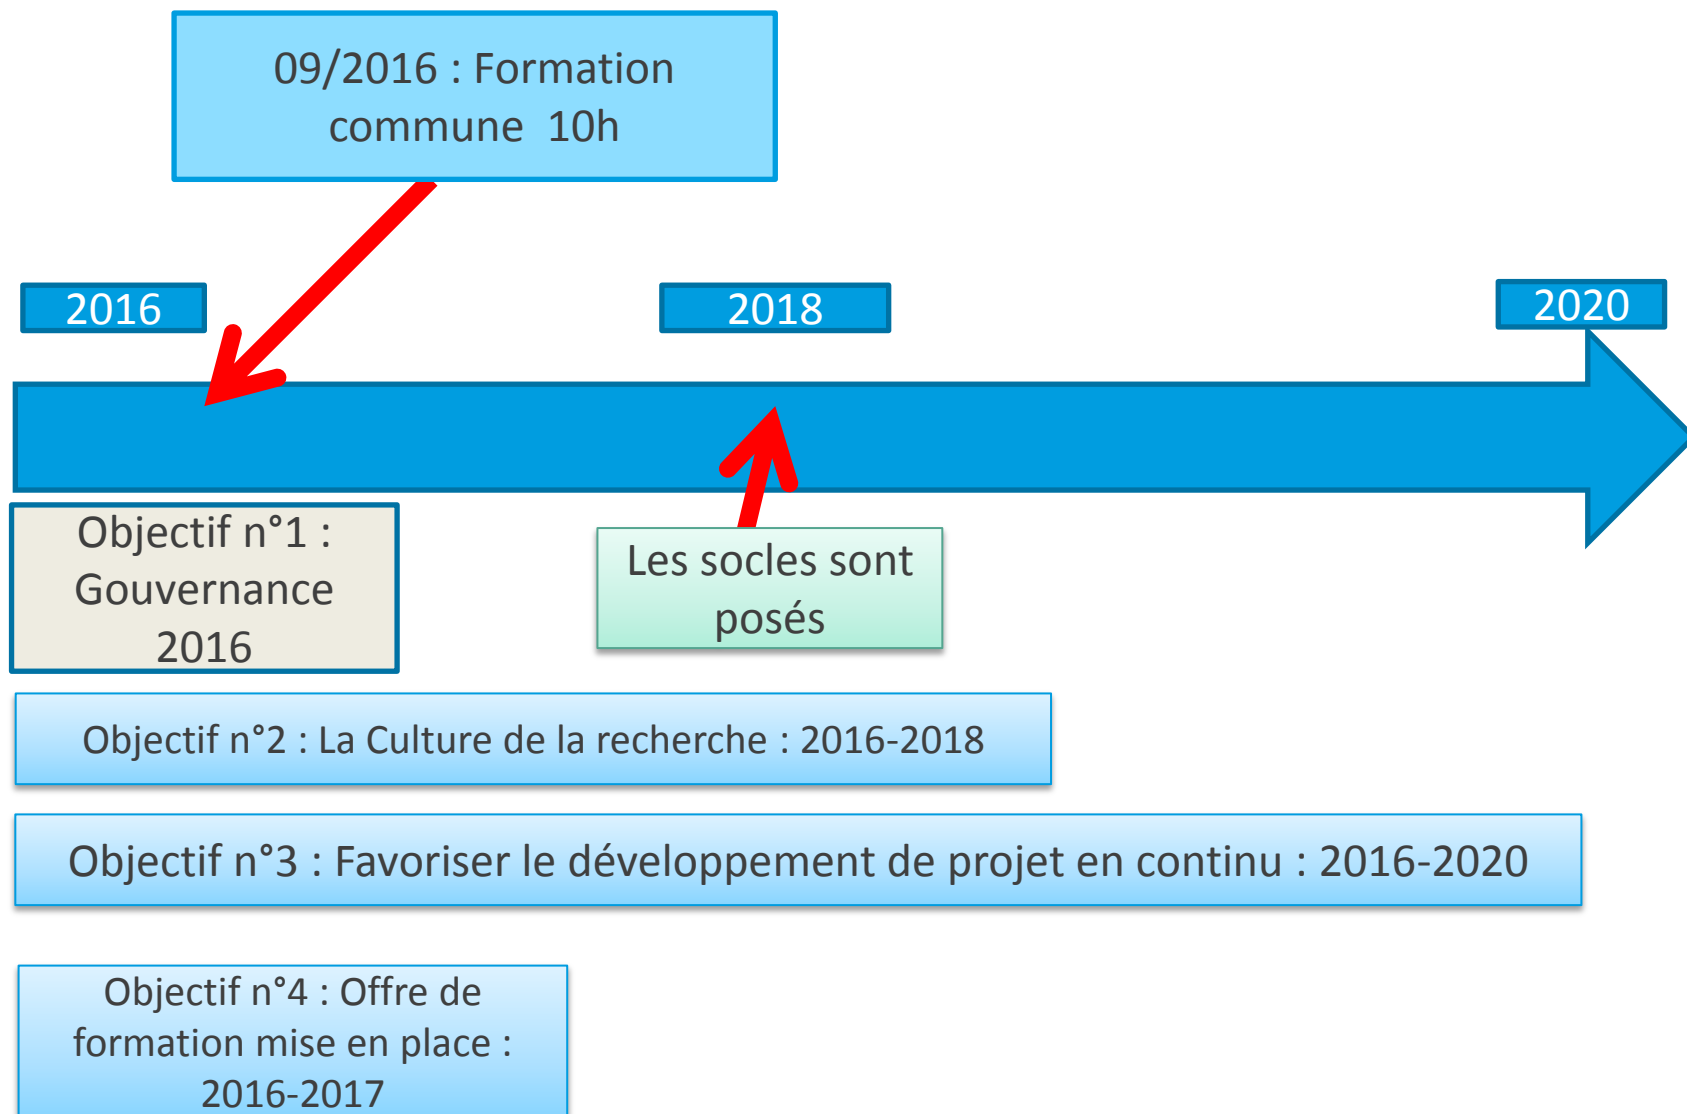 09/2016 : Formation
commune 10h
2016
2018
2020
Objectif n°1 :
Gouvernance
2016
Les socles sont
posés
Objectif n°2 : La Culture de la recherche : 2016-2018
Objectif n°3 : Favoriser le développement de projet en continu : 2016-2020
Objectif n°4 : Offre de
formation mise en place :
2016-2017